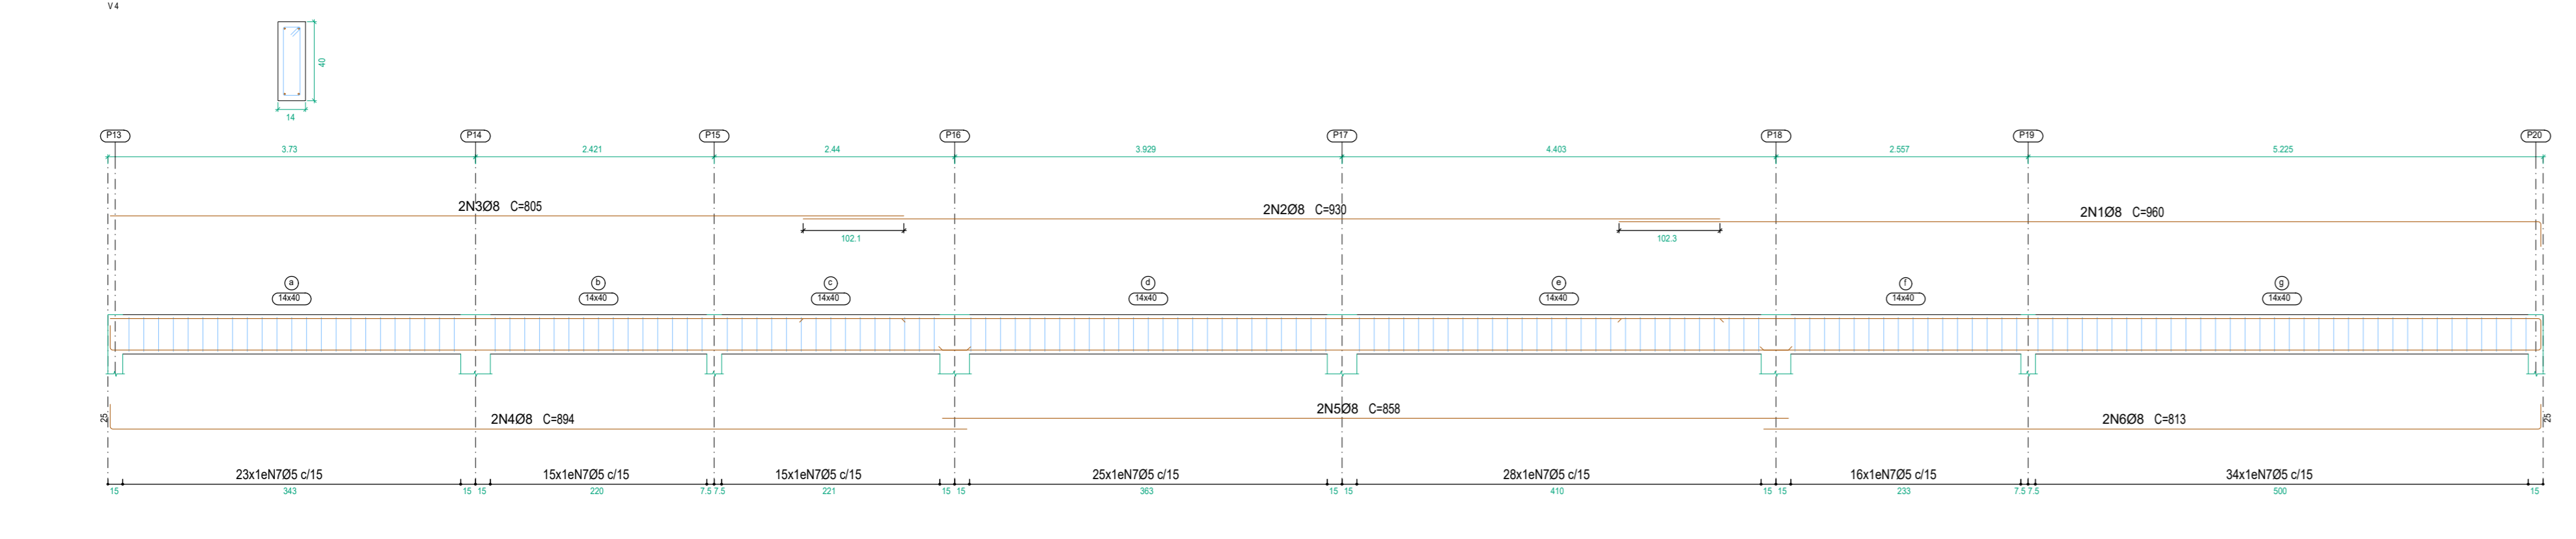 V 4
40
14
P13 P14 P15 P16 P17 P18 P19 P20
3.73 2.421 2.44 3.929 4.403 2.557 5.225
2N3Ø8 C=805 2N2Ø8 C=930 2N1Ø8 C=960
102.1 102.3
a b c d e f g
14x40 14x40 14x40 14x40 14x40 14x40 14x40
25 2N4Ø8 C=894 2N5Ø8 C=858 2N6Ø8 C=813 25
23x1eN7Ø5 c/15 15x1eN7Ø5 c/15 15x1eN7Ø5 c/15 25x1eN7Ø5 c/15 28x1eN7Ø5 c/15 16x1eN7Ø5 c/15 34x1eN7Ø5 c/15
15 343 15 15 220 7.5 7.5 221 15 15 363 15 15 410 15 15 233 7.5 7.5 500 15